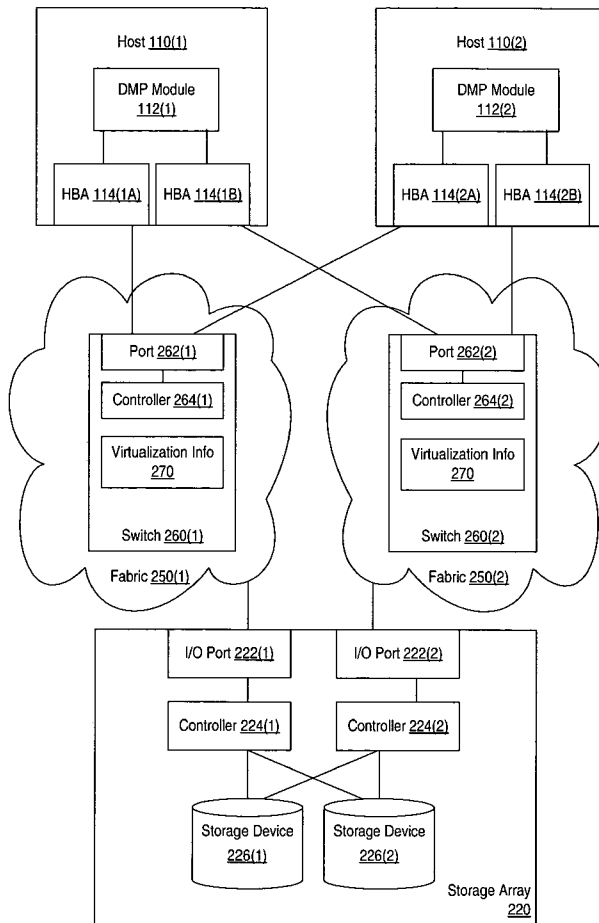 Host 110(1)
DMP Module
112(1)
HBA 114(1A)
HBA 114(1B)
Host 110(2)
DMP Module
112(2)
HBA 114(2A)
HBA 114(2B)
Port 262(1)
Controller 264(1)
Virtualization Info
270
Switch 260(1)
Fabric 250(1)
Port 262(2)
Controller 264(2)
Virtualization Info
270
Switch 260(2)
Fabric 250(2)
I/O Port 222(1)
I/O Port 222(2)
Controller 224(1)
Controller 224(2)
Storage Device
226(1)
Storage Device
226(2)
Storage Array
220